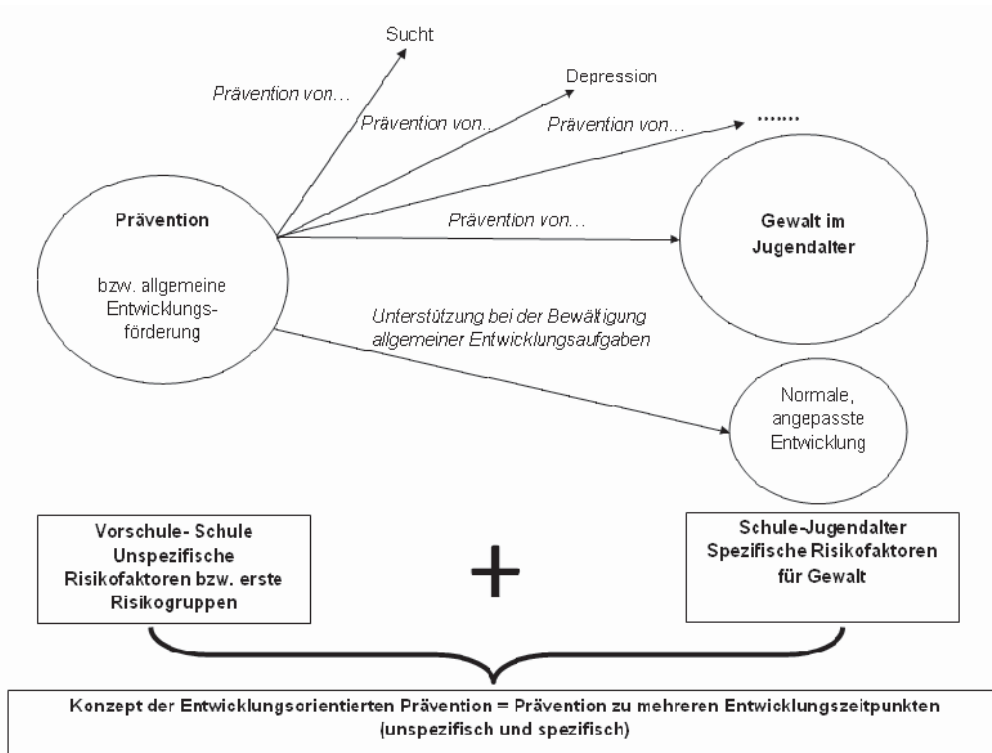 Sucht
Depression
Prävention von...
Prävention von..
Prävention von...
.......
Prävention
Prävention von...
Gewalt im
Jugendalter
bzw. allgemeine
Entwicklungs-
förderung
Unterstützung bei der Bewältigung
allgemeiner Entwicklungsaufgaben
Normale,
angepasste
Entwicklung
Vorschule- Schule
Unspezifische
Risikofaktoren bzw. erste
Risikogruppen
+
Schule-Jugendalter
Spezifische Risikofaktoren
für Gewalt
Konzept der Entwicklungsorientierten Prävention = Prävention zu mehreren Entwicklungszeitpunkten
(unspezifisch und spezifisch)